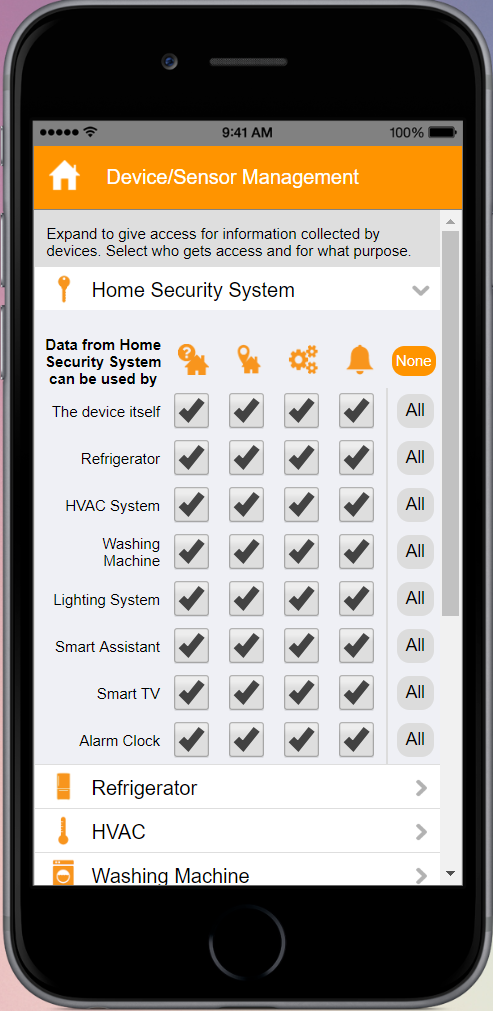 9:41 AM
100%
Device/Sensor Management
Expand to give access for information collected by
devices. Select who gets access and for what purpose.
Home Security System
Data from Home
Security System
can be used by
?
None
The device itself
All
Refrigerator
All
HVAC System
All
Washing
Machine
All
Lighting System
All
Smart Assistant
All
Smart TV
All
Alarm Clock
All
Refrigerator
HVAC
Washing Machine